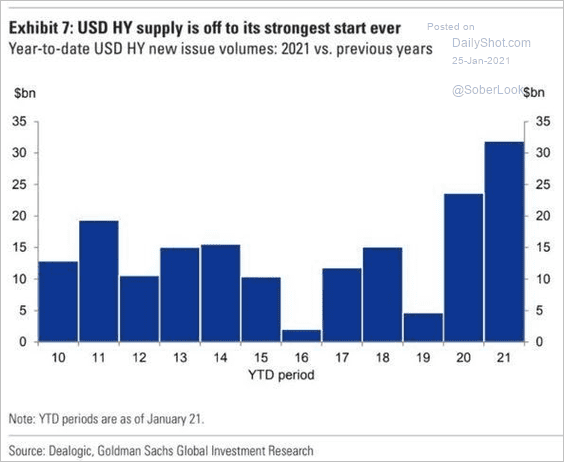 Exhibit 7: USD HY supply is off to its strongest start ever
Year-to-date USD HY new issue volumes: 2021 vs. previous years
Posted on
DailyShot.com
25-Jan-2021
@SoberLook
$bn $bn
35 35
30 30
25 25
20 20
15 15
10 10
5 5
0 0
10 11 12 13 14 15 16 17 18 19 20 21
YTD period
Note: YTD periods are as of January 21.
Source: Dealogic, Goldman Sachs Global Investment Research